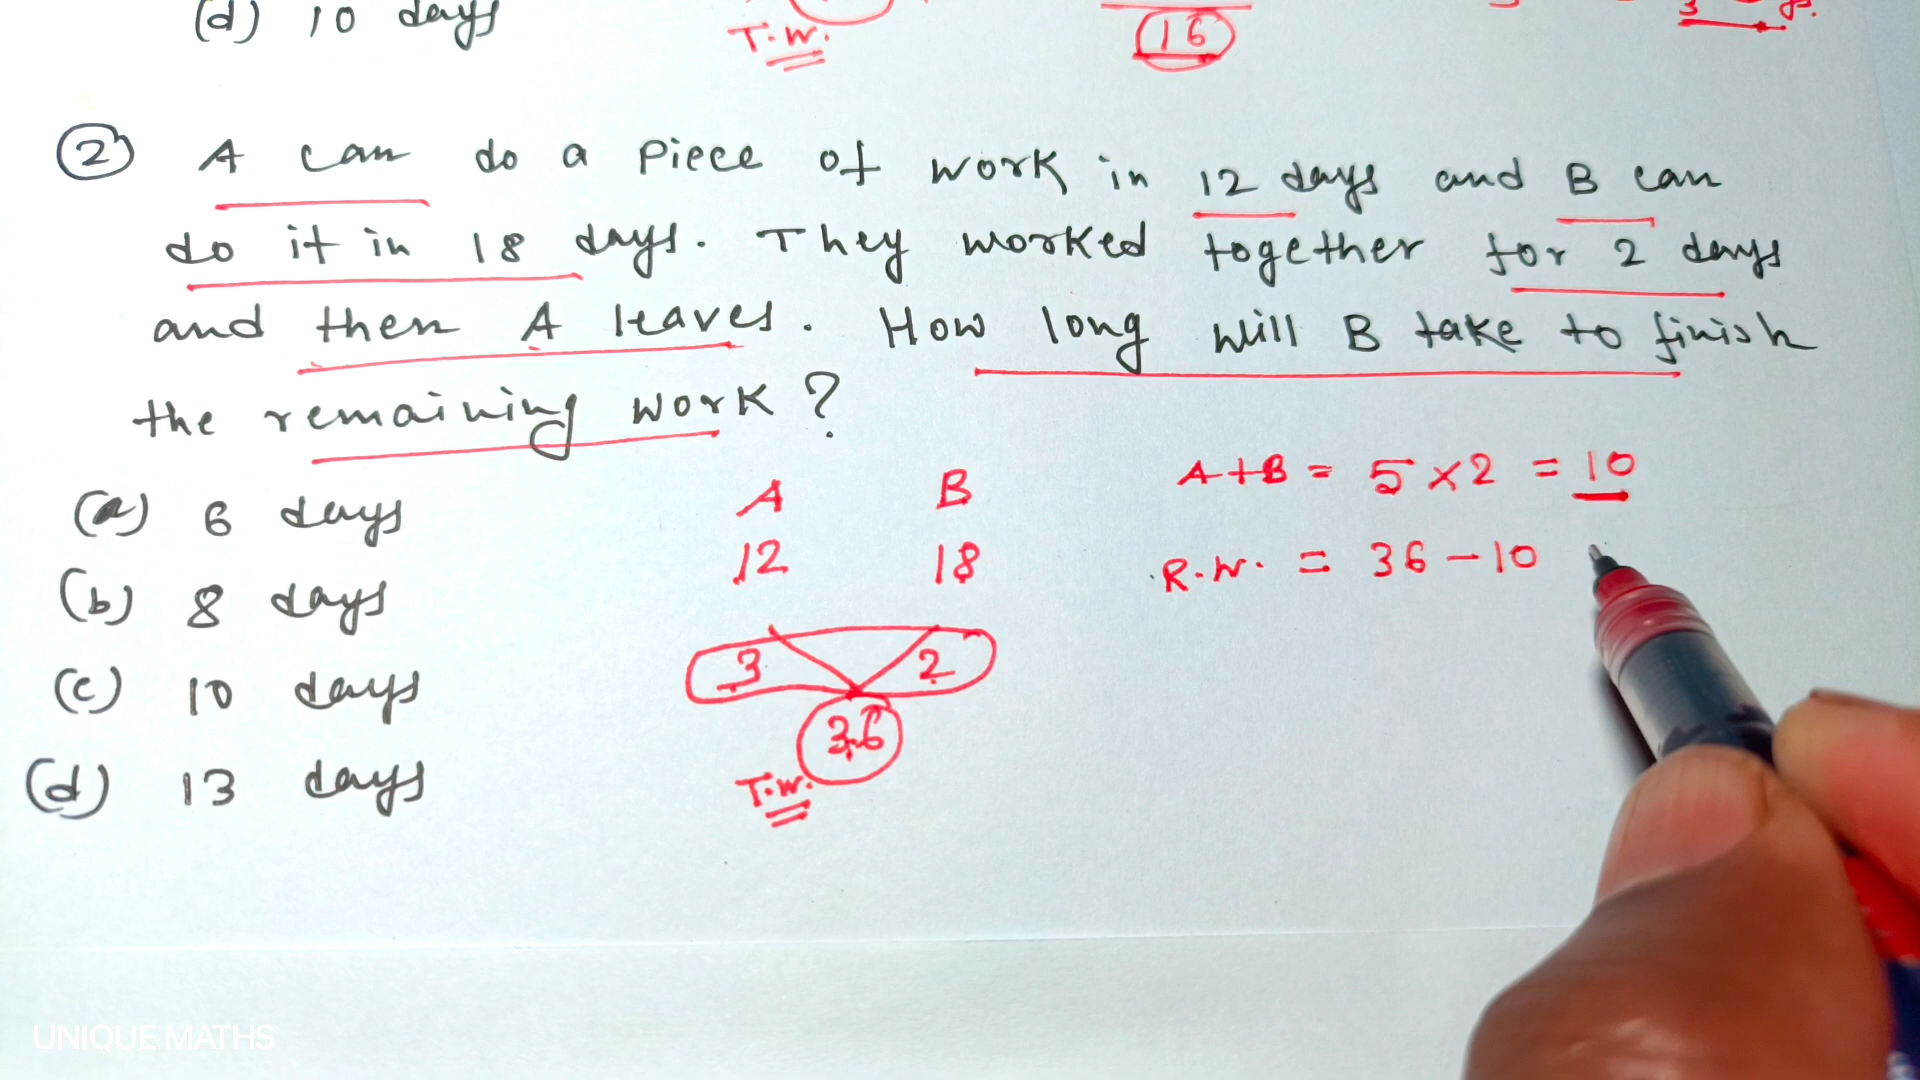 (d) 10 days
T.W.
16
② A can do a piece of work in 12 days and B can
do it in 18 days. They worked together for 2 days
and then A leaves. How long will B take to finish
the remaining work?
(a) 6 days
(b) 8 days
(c) 10 days
(d) 13 days
A B
12 18
3 2
36
T.W.
A+B = 5 × 2 = 10
R.W. = 36 - 10
UNIQUE MATHS